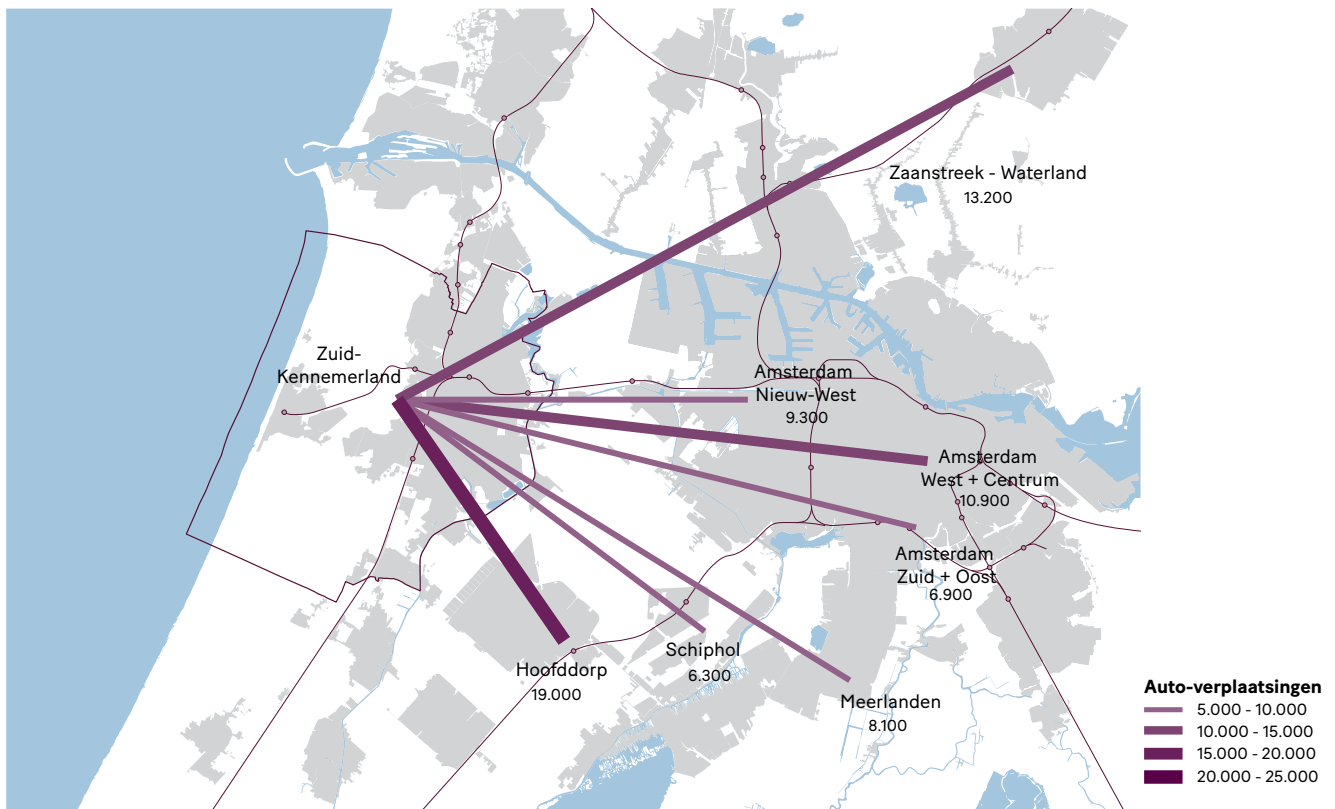 Zaanstreek - Waterland
13.200
Zuid-
Kennemerland
Amsterdam
Nieuw-West
9.300
Amsterdam
West + Centrum
10.900
Amsterdam
Zuid + Oost
6.900
Schiphol
6.300
Hoofddorp
19.000
Meerlanden
8.100
Auto-verplaatsingen
5.000 - 10.000
10.000 - 15.000
15.000 - 20.000
20.000 - 25.000